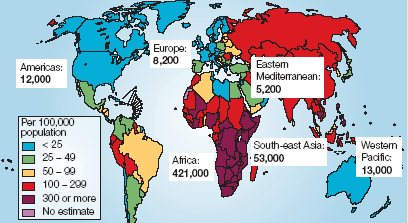 Europe:
8,200
Americas:
12,000
Eastern
Mediterranean:
5,200
Per 100,000
population
< 25
25 – 49
50 – 99
100 – 299
300 or more
No estimate
Africa:
421,000
South-east Asia:
53,000
Western
Pacific:
13,000